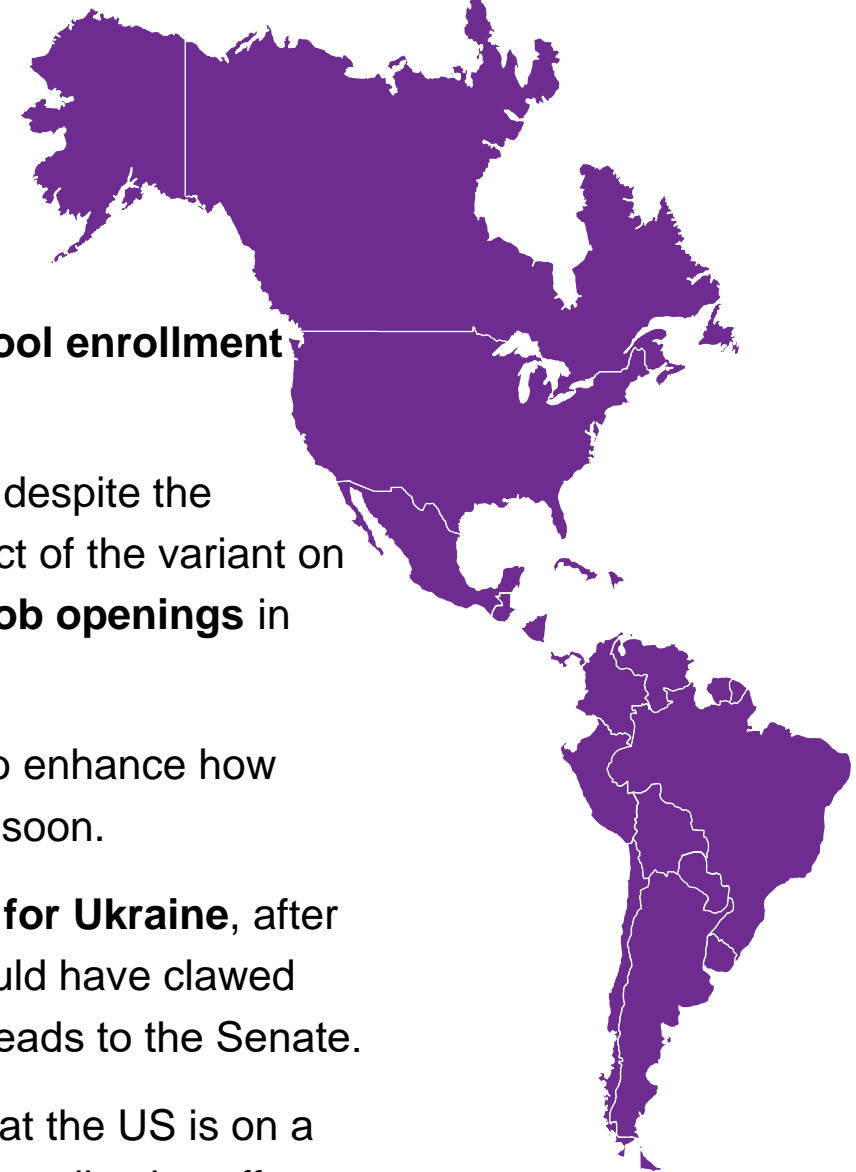 ool enrollment
despite the
ct of the variant on
ob openings in
o enhance how
soon.
for Ukraine, after
uld have clawed
eads to the Senate.
at the US is on a